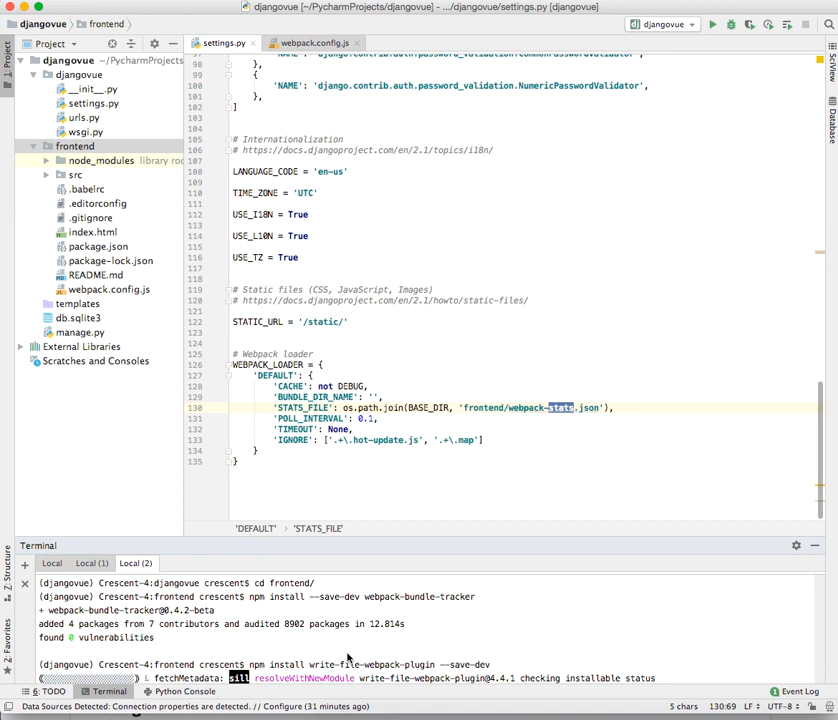 djangovue [~/PycharmProjects/djangovue] - .../djangovue/settings.py [djangovue]
djangovue frontend
djangovue
Project
settings.py
webpack.config.js
1: Project
djangovue ~/PycharmProjects
djangovue
__init__.py
settings.py
urls.py
wsgi.py
frontend
node_modules library roo
src
.babelrc
.editorconfig
.gitignore
index.html
package.json
package-lock.json
README.md
webpack.config.js
templates
db.sqlite3
manage.py
External Libraries
Scratches and Consoles
98 },
99 {
100 'NAME': 'django.contrib.auth.password_validation.NumericPasswordValidator',
101 },
102 ]
103
104
105 # Internationalization
106 # https://docs.djangoproject.com/en/2.1/topics/i18n/
107
108 LANGUAGE_CODE = 'en-us'
109
110 TIME_ZONE = 'UTC'
111
112 USE_I18N = True
113
114 USE_L10N = True
115
116 USE_TZ = True
117
118
119 # Static files (CSS, JavaScript, Images)
120 # https://docs.djangoproject.com/en/2.1/howto/static-files/
121
122 STATIC_URL = '/static/'
123
124
125 # Webpack loader
126 WEBPACK_LOADER = {
127 'DEFAULT': {
128 'CACHE': not DEBUG,
129 'BUNDLE_DIR_NAME': '',
130 'STATS_FILE': os.path.join(BASE_DIR, 'frontend/webpack-stats.json'),
131 'POLL_INTERVAL': 0.1,
132 'TIMEOUT': None,
133 'IGNORE': ['.+\.hot-update.js', '.+\.map']
134 }
135 }
'DEFAULT' › 'STATS_FILE'
SciView
Database
Terminal
Local Local (1) Local (2)
(djangovue) Crescent-4:djangovue crescent$ cd frontend/
(djangovue) Crescent-4:frontend crescent$ npm install --save-dev webpack-bundle-tracker
+ webpack-bundle-tracker@0.4.2-beta
added 4 packages from 7 contributors and audited 8902 packages in 12.814s
found 0 vulnerabilities
(djangovue) Crescent-4:frontend crescent$ npm install write-file-webpack-plugin --save-dev
fetchMetadata: sill resolveWithNewModule write-file-webpack-plugin@4.4.1 checking installable status
Z: Structure
2: Favorites
6: TODO
Terminal
Python Console
Event Log
Data Sources Detected: Connection properties are detected. // Configure (31 minutes ago)
5 chars 130:69 LF UTF-8